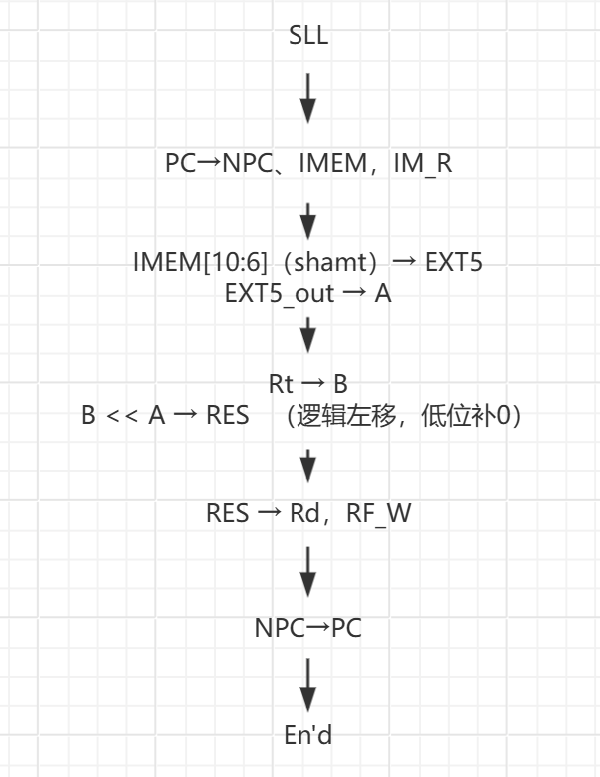 SLL
PC→NPC、IMEM，IM_R
IMEM[10:6]（shamt）→ EXT5
EXT5_out → A
Rt → B
B << A → RES （逻辑左移，低位补0）
RES → Rd，RF_W
NPC→PC
En'd